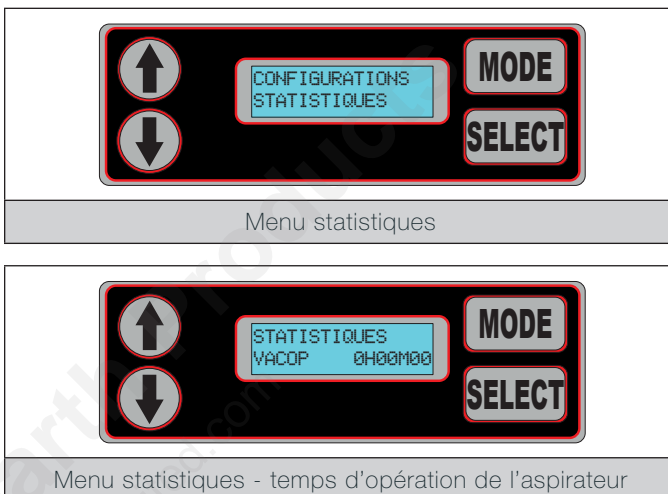 CONFIGURATIONS
STATISTIQUES
MODE
SELECT
Menu statistiques
STATISTIQUES
VACOP 0H00M00
MODE
SELECT
Menu statistiques - temps d'opération de l'aspirateur